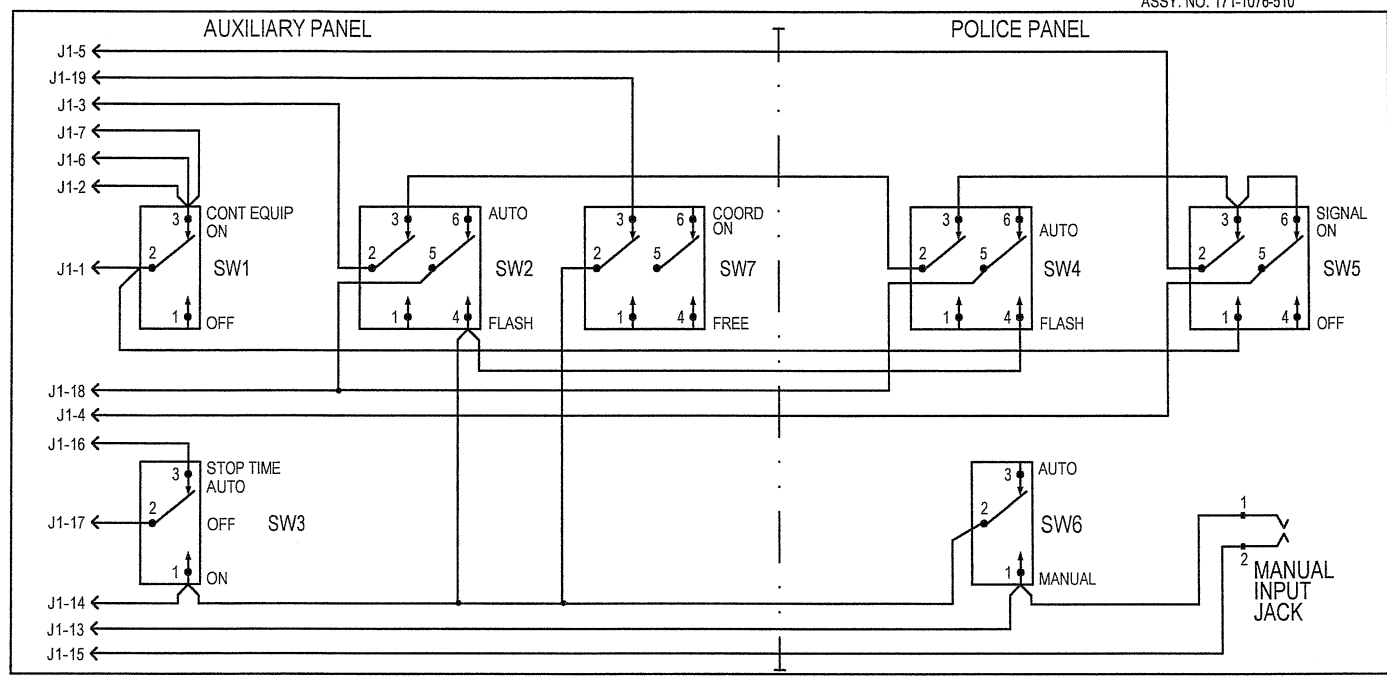 ASSY. NO. 171-1076-510
AUXILIARY PANEL
POLICE PANEL
J1-5
J1-19
J1-3
J1-7
J1-6
J1-2
J1-1
3
CONT EQUIP
ON
2
SW1
1
OFF
3
6
AUTO
2
5
SW2
1
4
FLASH
3
6
COORD
ON
2
5
SW7
1
4
FREE
3
6
AUTO
2
5
SW4
1
4
FLASH
3
6
SIGNAL
ON
2
5
SW5
1
4
OFF
J1-18
J1-4
J1-16
J1-17
3
STOP TIME
AUTO
2
OFF
SW3
1
ON
3
AUTO
2
SW6
1
MANUAL
1
2
MANUAL
INPUT
JACK
J1-14
J1-13
J1-15